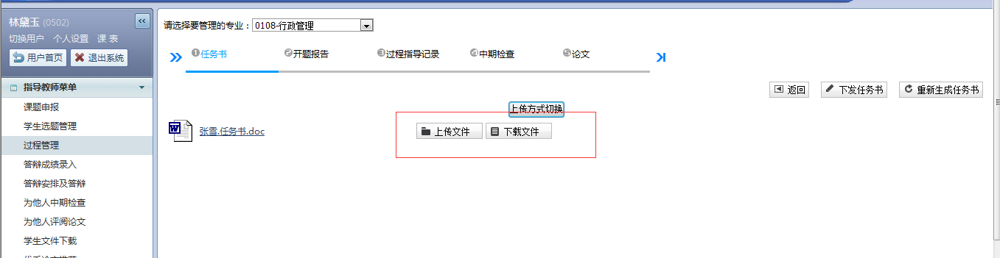 林黛玉 (0502)
切换用户 个人设置 课 表
用户首页 退出系统
指导教师菜单
课题申报
学生选题管理
过程管理
答辩成绩录入
答辩安排及答辩
为他人中期检查
为他人评阅论文
学生文件下载
请选择要管理的专业：0108-行政管理
1任务书 2开题报告 3过程指导记录 4中期检查 5论文
返回 下发任务书 重新生成任务书
上传方式切换
张雪.任务书.doc 上传文件 下载文件